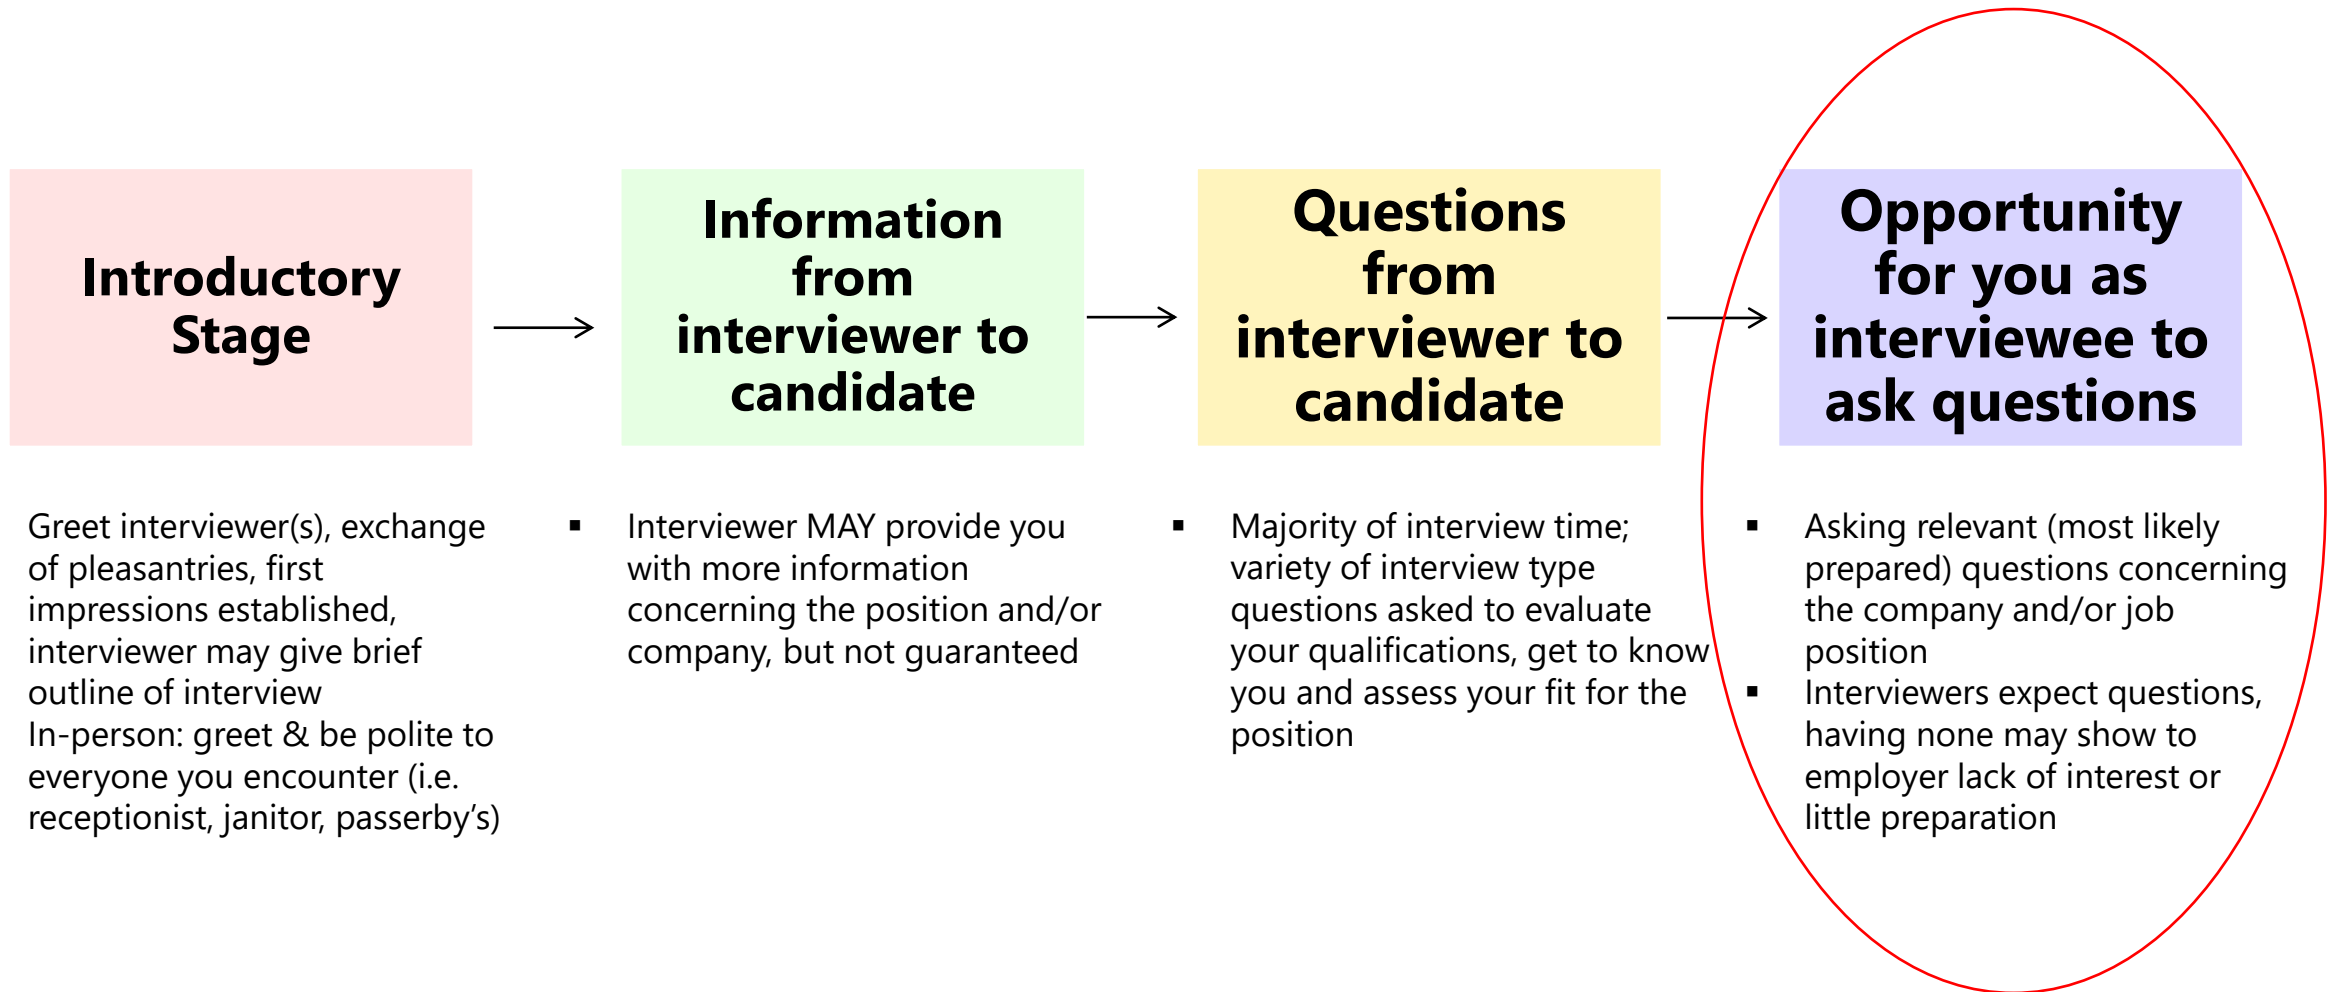 Introductory
Stage
Information
from
interviewer to
candidate
Questions
from
interviewer to
candidate
Opportunity
for you as
interviewee to
ask questions
Greet interviewer(s), exchange
of pleasantries, first
impressions established,
interviewer may give brief
outline of interview
In-person: greet & be polite to
everyone you encounter (i.e.
receptionist, janitor, passerby’s)
▪ Interviewer MAY provide you
with more information
concerning the position and/or
company, but not guaranteed
▪ Majority of interview time;
variety of interview type
questions asked to evaluate
your qualifications, get to know
you and assess your fit for the
position
▪ Asking relevant (most likely
prepared) questions concerning
the company and/or job
position
▪ Interviewers expect questions,
having none may show to
employer lack of interest or
little preparation